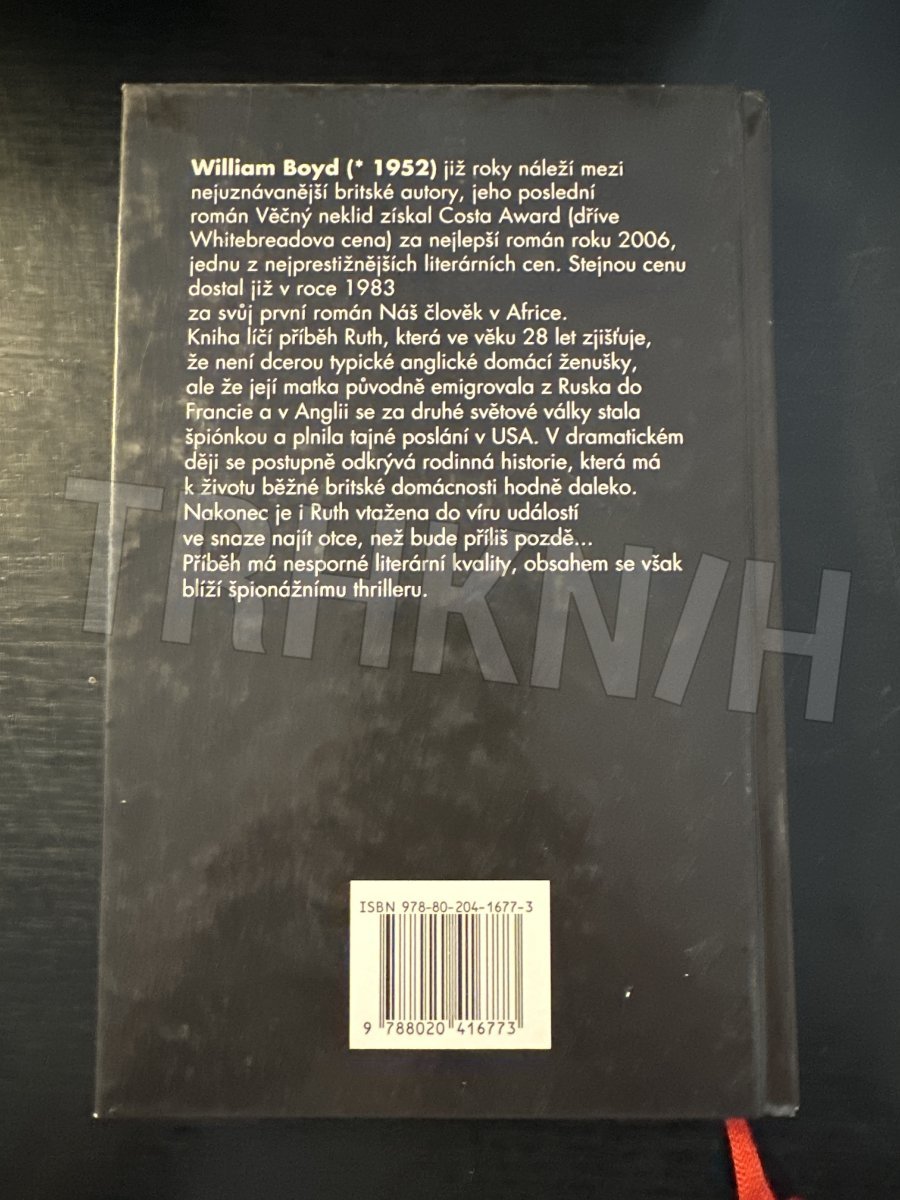 William Boyd (* 1952) již roky náleží mezi
nejuznávanější britské autory, jeho poslední
román Věčný neklid získal Costa Award (dříve
Whitebreadova cena) za nejlepší román roku 2006,
jednu z nejprestižnějších literárních cen. Stejnou cenu
dostal již v roce 1983
za svůj první román Náš člověk v Africe.
Kniha líčí příběh Ruth, která ve věku 28 let zjišťuje,
že není dcerou typické anglické domácí ženušky,
ale že její matka původně emigrovala z Ruska do
Francie a v Anglii se za druhé světové války stala
špiónkou a plnila tajné poslání v USA. V dramatickém
ději se postupně odkrývá rodinná historie, která má
k životu běžné britské domácnosti hodně daleko.
Nakonec je i Ruth vtažena do víru událostí
ve snaze najít otce, než bude příliš pozdě...
Příběh má nesporné literární kvality, obsahem se však
blíží špionážnímu thrilleru.
TRHKN/H
ISBN 978-80-204-1677-3
9 788020 416773